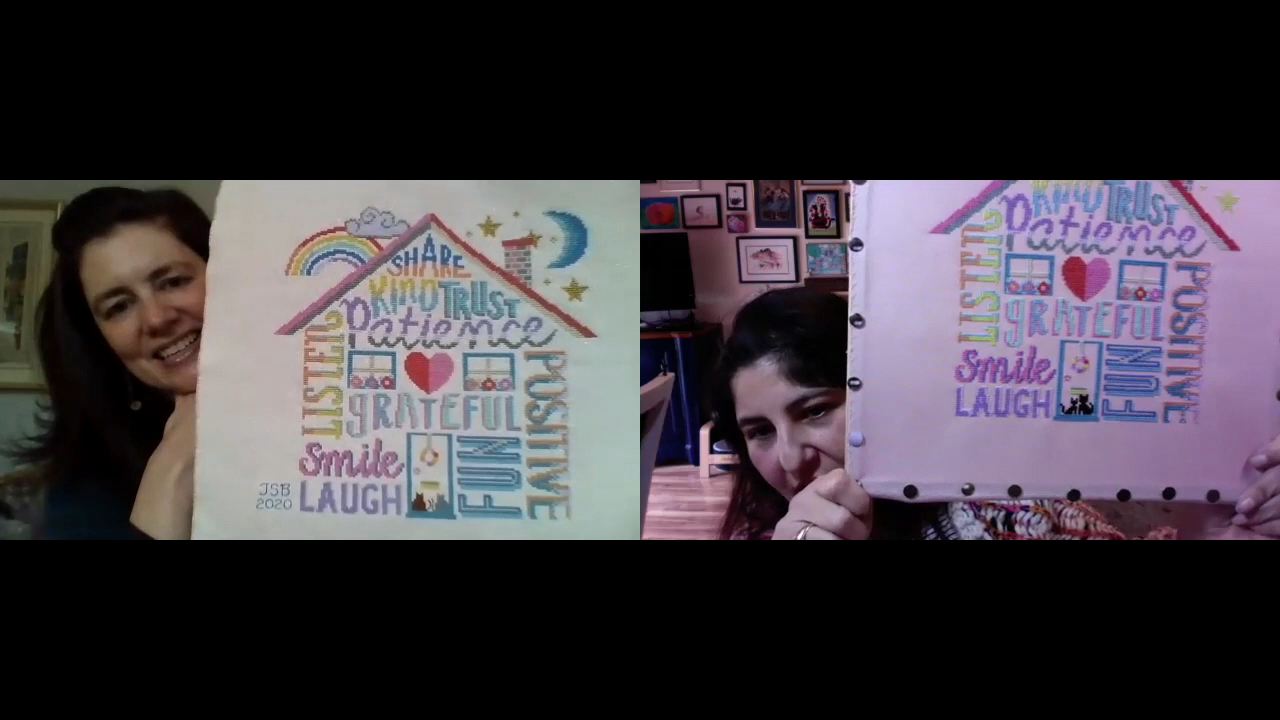 SHARE
KIND TRUST
Patience
LISTEN
GRATEFUL
POSITIVE
Smile
FUN
LAUGH
JSB
2020
KIND TRUST
Patience
LISTEN
GRATEFUL
POSITIVE
Smile
FUN
LAUGH